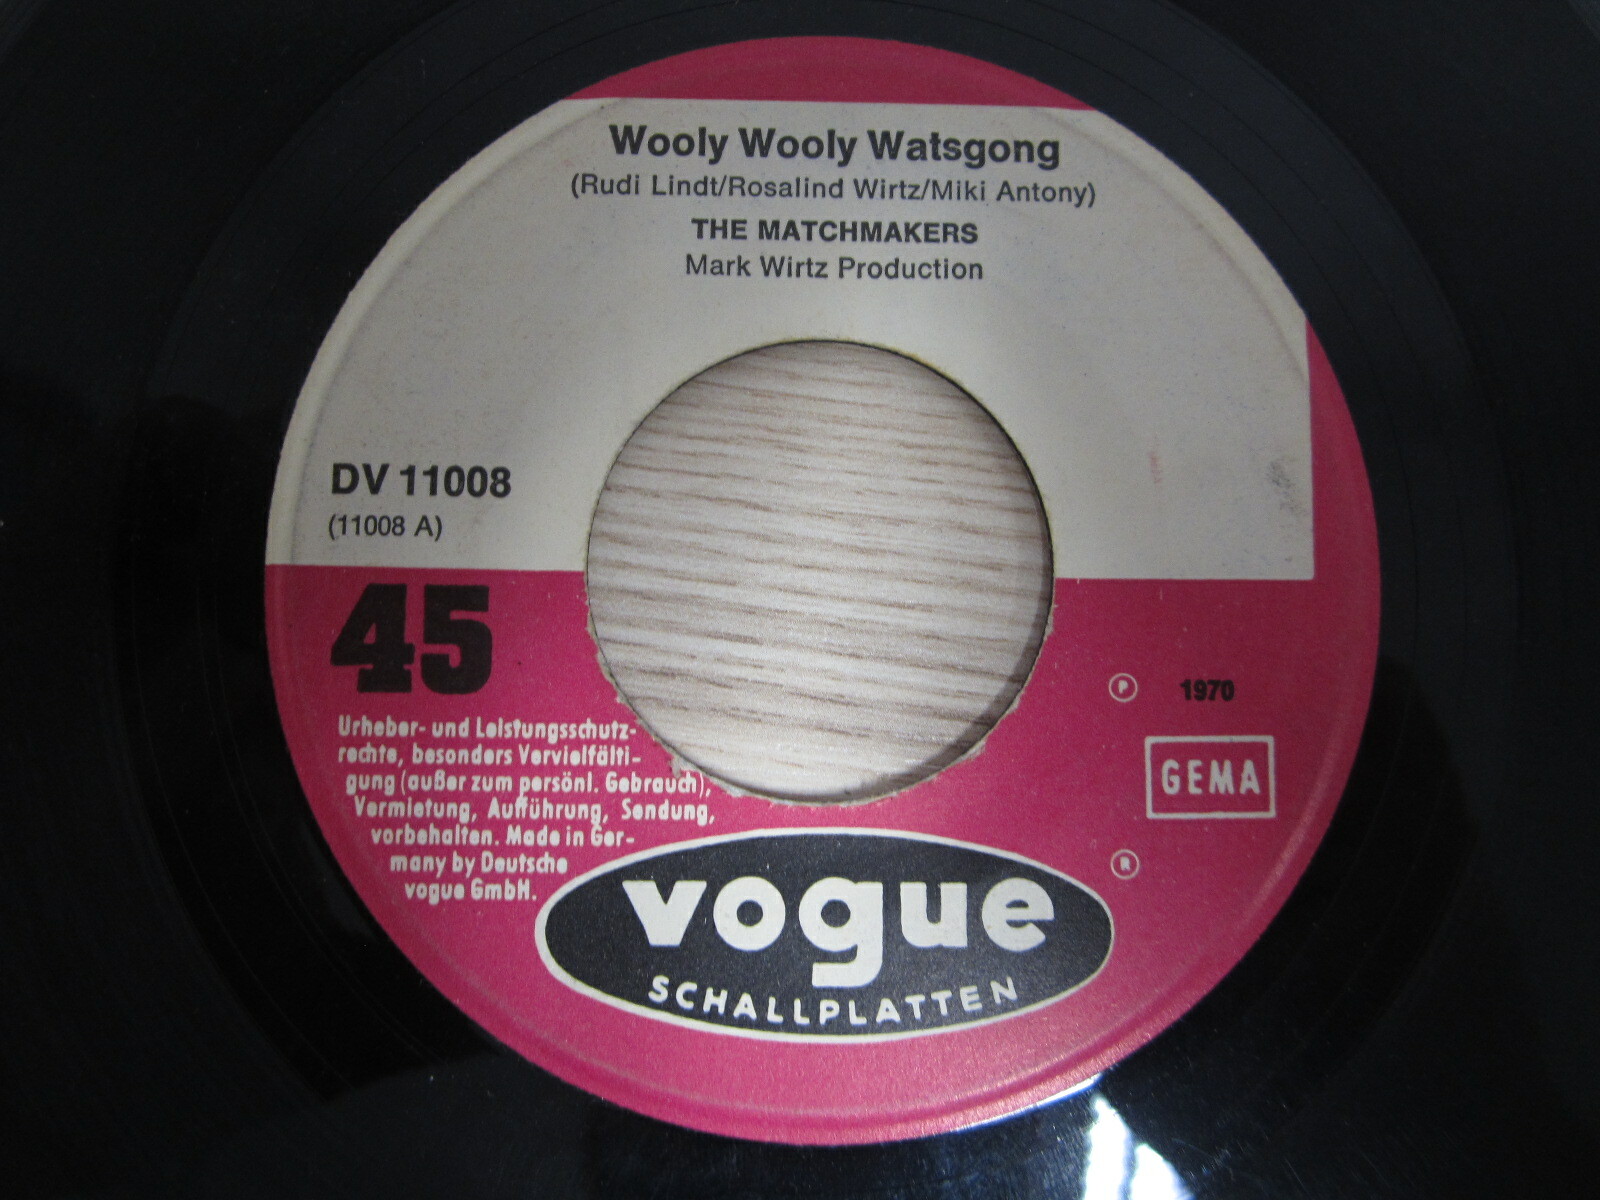 Wooly Wooly Watsgong
(Rudi Lindt/Rosalind Wirtz/Miki Antony)
THE MATCHMAKERS
Mark Wirtz Production
DV 11008
(11008 A)
45
Urheber- und Leistungsschutz-
rechte, besonders Vervielfälti-
gung (außer zum persönl. Gebrauch),
Vermietung, Aufführung, Sendung,
vorbehalten. Made in Ger-
many by Deutsche
vogue GmbH.
℗ 1970
GEMA
®
vogue
SCHALLPLATTEN